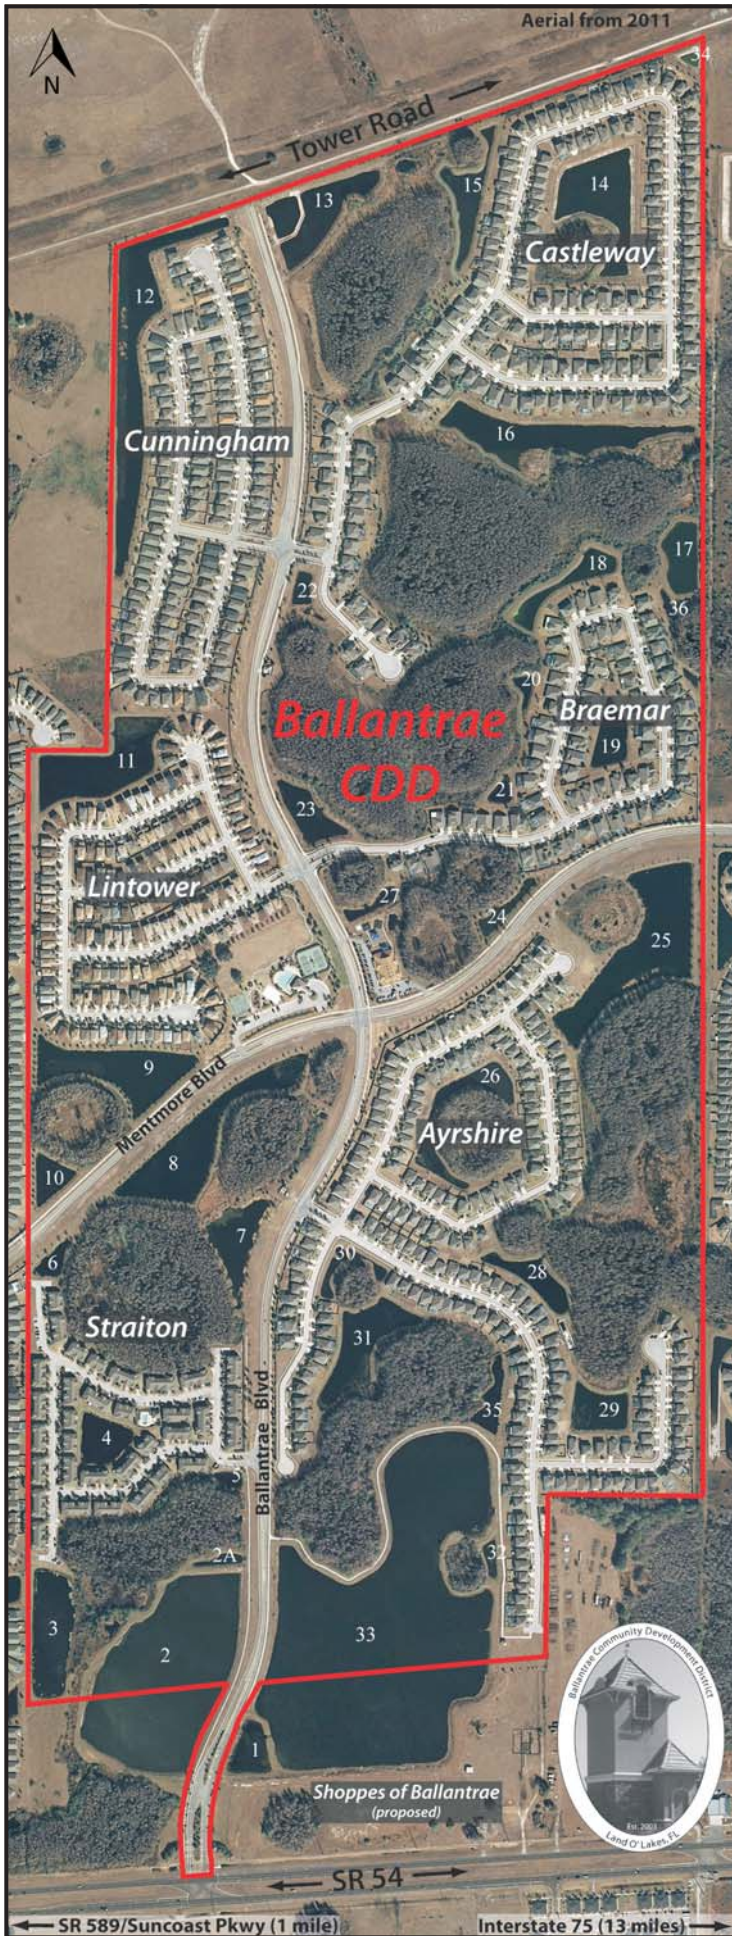 Aerial from 2011
N
34
Tower Road
13
15
14
Castleway
12
16
Cunningham
17
18
22
36
20
Ballantrae
CDD
Braemar
19
11
21
23
Lintower
27
24
25
9
26
Mentmore Blvd
Ayrshire
8
10
7
6
30
28
Straiton
31
35
29
4
Ballantrae Blvd
5
2A
32
3
2
33
1
Ballantrae Community Development District
Est. 2003
Land O' Lakes, FL
Shoppes of Ballantrae
(proposed)
SR 54
SR 589/Suncoast Pkwy (1 mile)
Interstate 75 (13 miles)